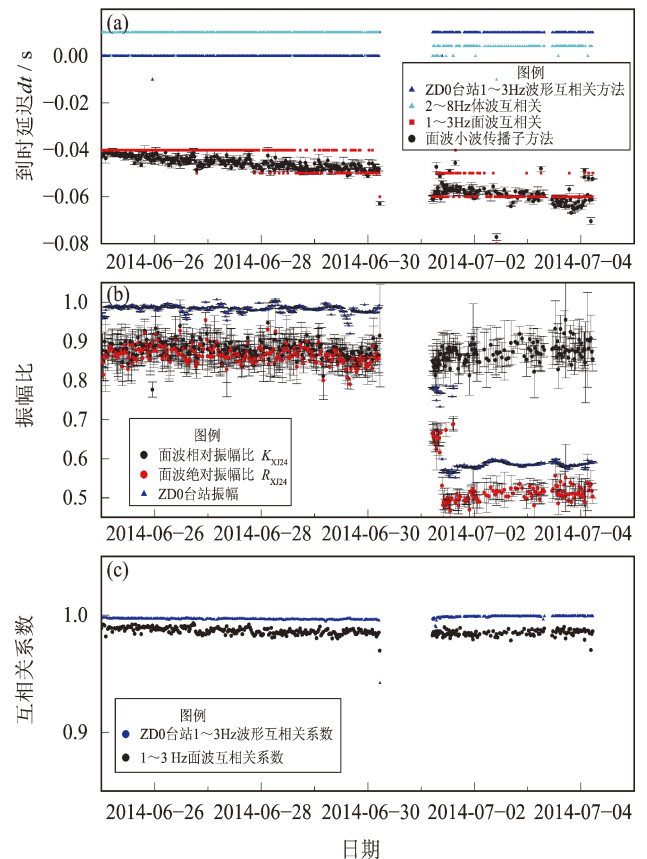 (a)
0.00
−0.02
−0.04
−0.06
−0.08
到时延迟dt / s
图例
ZD0台站1～3Hz波形互相关方法
2～8Hz体波互相关
1～3Hz面波互相关
面波小波传播子方法
2014−06−26 2014−06−28 2014−06−30 2014−07−02 2014−07−04
(b)
1.0
0.9
0.8
0.7
0.6
0.5
振幅比
图例
面波相对振幅比 KXJ24
面波绝对振幅比 RXJ24
ZD0台站振幅
2014−06−26 2014−06−28 2014−06−30 2014−07−02 2014−07−04
(c)
1.0
0.9
互相关系数
图例
ZD0台站1～3Hz波形互相关系数
1～3 Hz面波互相关系数
2014−06−26 2014−06−28 2014−06−30 2014−07−02 2014−07−04
日期